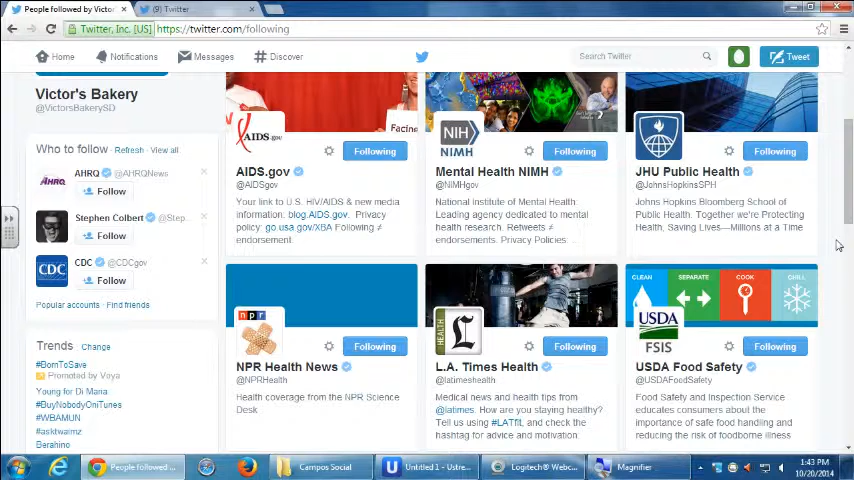 People followed by Victor
(9) Twitter
Twitter, Inc. [US]
https://twitter.com/following
Home
Notifications
Messages
# Discover
Search Twitter
Tweet
Victor's Bakery
@VictorsBakerySD
Who to follow · Refresh · View all
AHRQ @AHRQNews
Follow
Stephen Colbert @Step...
Follow
CDC @CDCgov
Follow
Popular accounts · Find friends
Trends · Change
#BornToSave
Promoted by Voya
Young for Di Maria
#BuyNobodyOniTunes
#WBAMUN
#asktwaimz
Berahino
Facing
AIDS.gov
Following
AIDS.gov
@AIDSGov
Your link to U.S. HIV/AIDS & new media
information: blog.AIDS.gov. Privacy
policy: go.usa.gov/XBA Following ≠
endorsement.
NIH
NIMH
Following
Mental Health NIMH
@NIMHgov
National Institute of Mental Health:
Leading agency dedicated to mental
health research. Retweets ≠
endorsements. Privacy Policies: ...
Following
JHU Public Health
@JohnsHopkinsSPH
Johns Hopkins Bloomberg School of
Public Health. Together we're Protecting
Health, Saving Lives—Millions at a Time
npr
Following
NPR Health News
@NPRHealth
Health coverage from the NPR Science
Desk
HEALTH
L
Following
L.A. Times Health
@latimeshealth
Medical news and health tips from
@latimes. How are you staying healthy?
Tell us using #LATfit, and check the
hashtag for advice and motivation.
CLEAN
SEPARATE
COOK
CHILL
USDA
FSIS
Following
USDA Food Safety
@USDAFoodSafety
Food Safety and Inspection Service
educates consumers about the
importance of safe food handling and
reducing the risk of foodborne illness
People followed ...
Campos Social
Untitled 1 - Ustre...
Logitech® Webc...
Magnifier
1:43 PM
10/20/2014